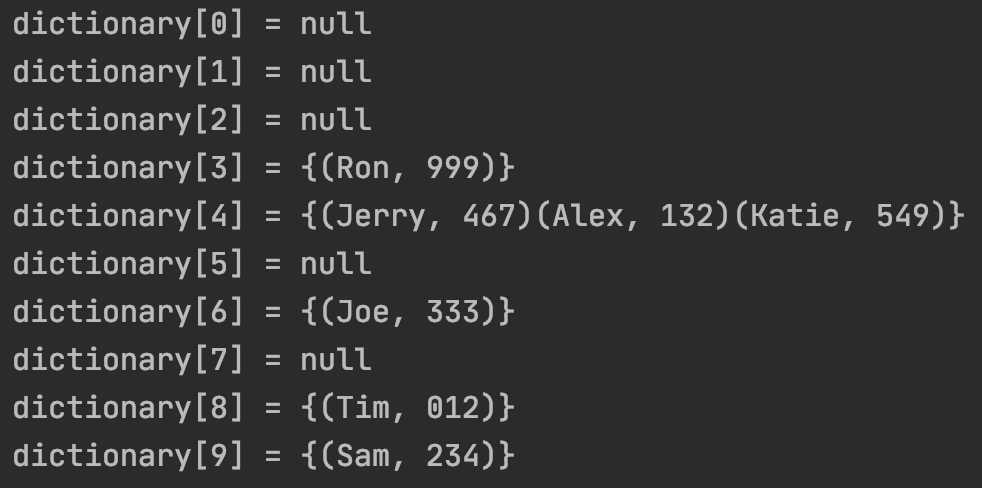 dictionary[0] = null
dictionary[1] = null
dictionary[2] = null
dictionary[3] = {(Ron, 999)}
dictionary[4] = {(Jerry, 467)(Alex, 132)(Katie, 549)}
dictionary[5] = null
dictionary[6] = {(Joe, 333)}
dictionary[7] = null
dictionary[8] = {(Tim, 012)}
dictionary[9] = {(Sam, 234)}